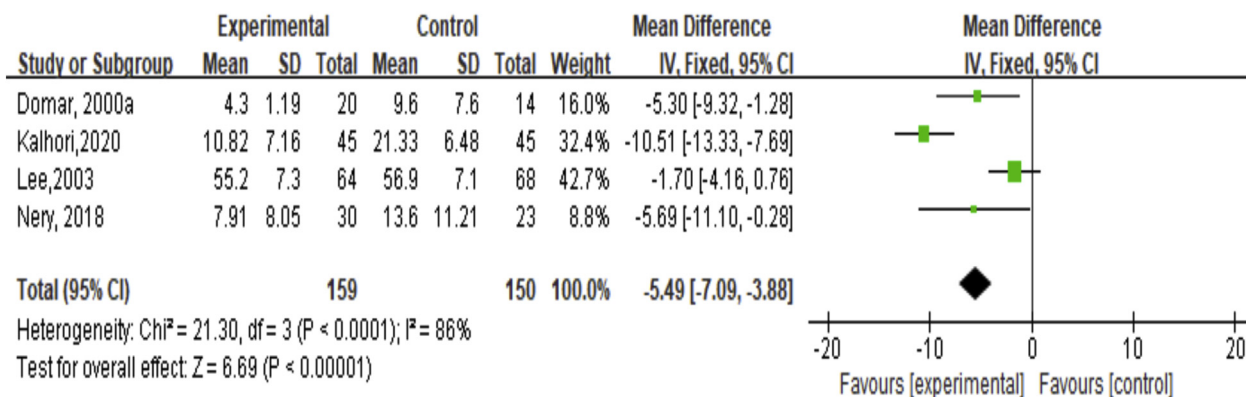 Experimental Control Mean Difference Mean Difference
Study or Subgroup Mean SD Total Mean SD Total Weight IV, Fixed, 95% CI IV, Fixed, 95% CI
Domar, 2000a 4.3 1.19 20 9.6 7.6 14 16.0% -5.30 [-9.32, -1.28]
Kalhori,2020 10.82 7.16 45 21.33 6.48 45 32.4% -10.51 [-13.33, -7.69]
Lee,2003 55.2 7.3 64 56.9 7.1 68 42.7% -1.70 [-4.16, 0.76]
Nery, 2018 7.91 8.05 30 13.6 11.21 23 8.8% -5.69 [-11.10, -0.28]
Total (95% CI) 159 150 100.0% -5.49 [-7.09, -3.88]
Heterogeneity: Chi² = 21.30, df = 3 (P < 0.0001); I² = 86%
Test for overall effect: Z = 6.69 (P < 0.00001)
-20 -10 0 10 20
Favours [experimental] Favours [control]